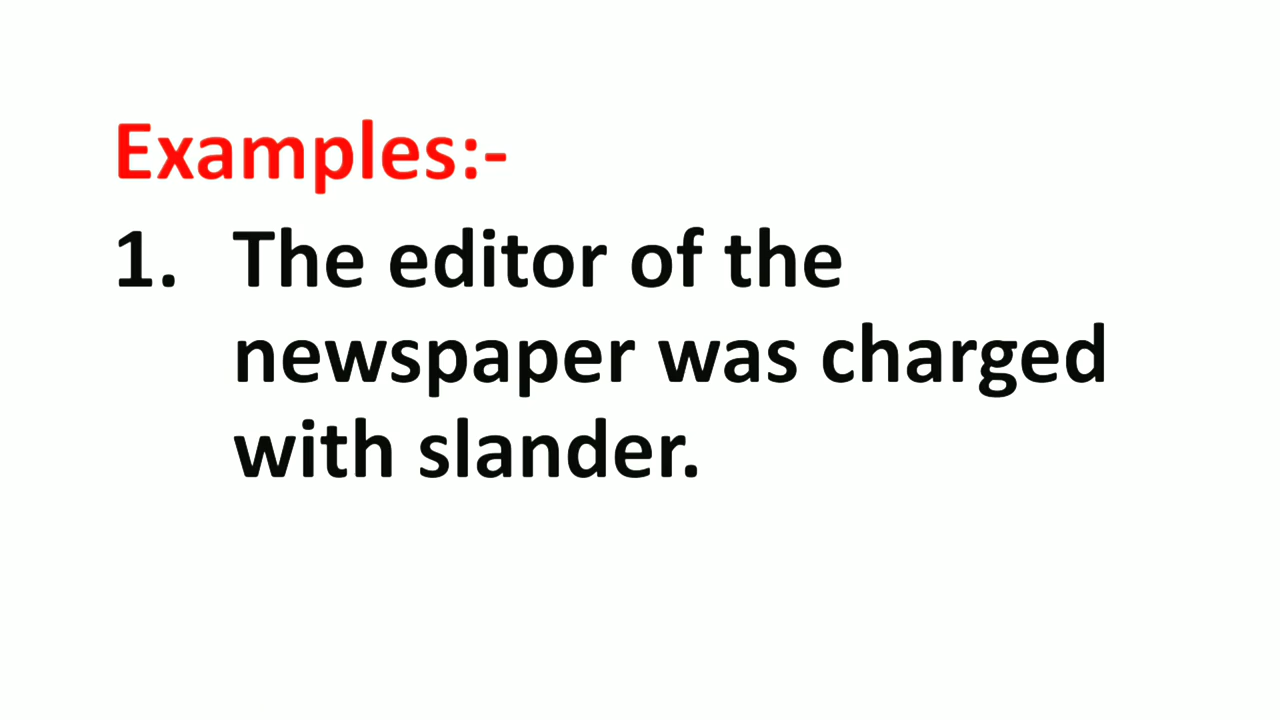 Examples:-
1. The editor of the
newspaper was charged
with slander.